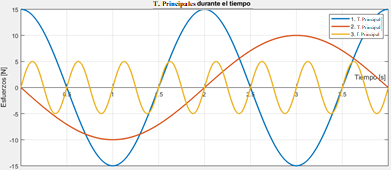 T. Principales durante el tiempo
15
1. T. Principal
2. T. Principal
3. T. Principal
10
5
Tiempo [s]
0
0.5
1
1.5
2
2.5
3
3.5
-5
-10
-15
Esfuerzos [N]